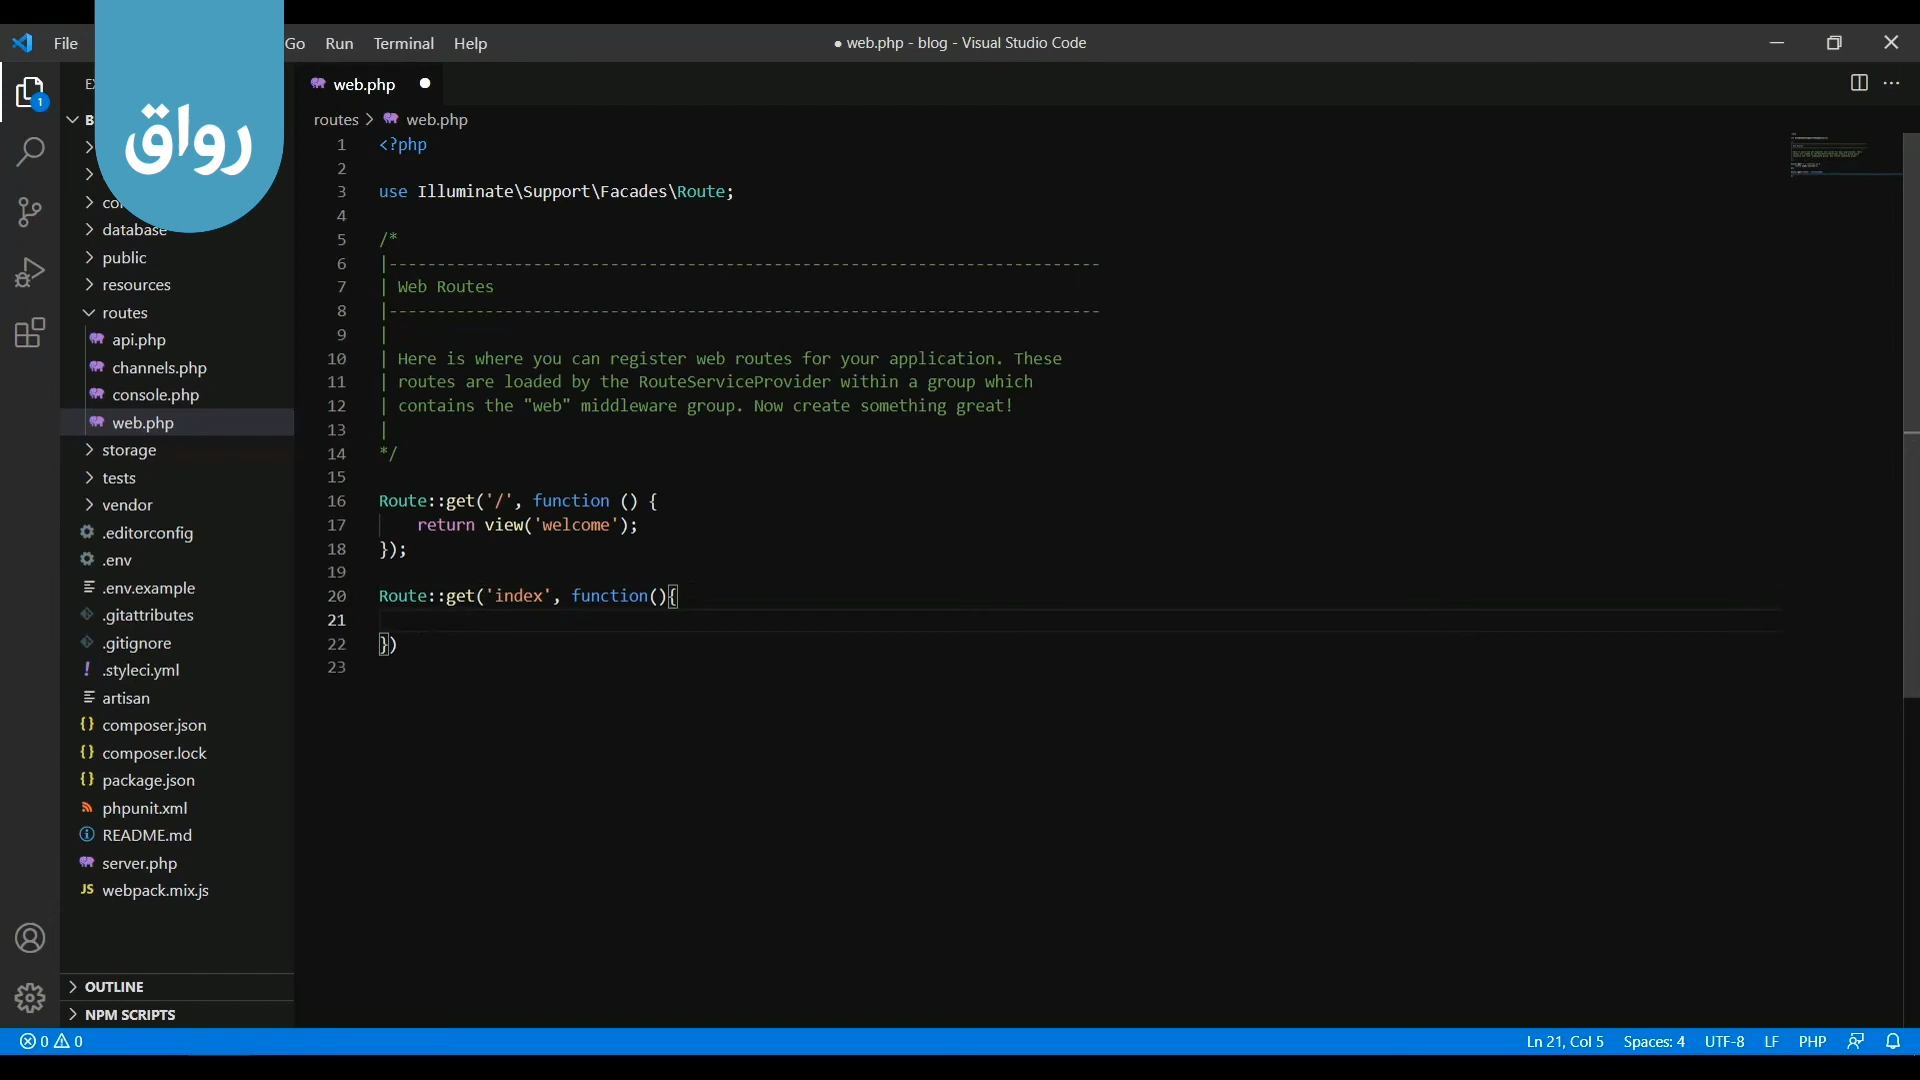 File
Go
Run
Terminal
Help
● web.php - blog - Visual Studio Code
رواق
1
web.php
routes > web.php
database
public
resources
routes
api.php
channels.php
console.php
web.php
storage
tests
vendor
.editorconfig
.env
.env.example
.gitattributes
.gitignore
.styleci.yml
artisan
composer.json
composer.lock
package.json
phpunit.xml
README.md
server.php
webpack.mix.js
OUTLINE
NPM SCRIPTS
1 <?php
2
3 use Illuminate\Support\Facades\Route;
4
5 /*
6 |--------------------------------------------------------------------------
7 | Web Routes
8 |--------------------------------------------------------------------------
9 |
10 | Here is where you can register web routes for your application. These
11 | routes are loaded by the RouteServiceProvider within a group which
12 | contains the "web" middleware group. Now create something great!
13 |
14 */
15
16 Route::get('/', function () {
17     return view('welcome');
18 });
19
20 Route::get('index', function(){
21
22 })
23
0 0
Ln 21, Col 5
Spaces: 4
UTF-8
LF
PHP